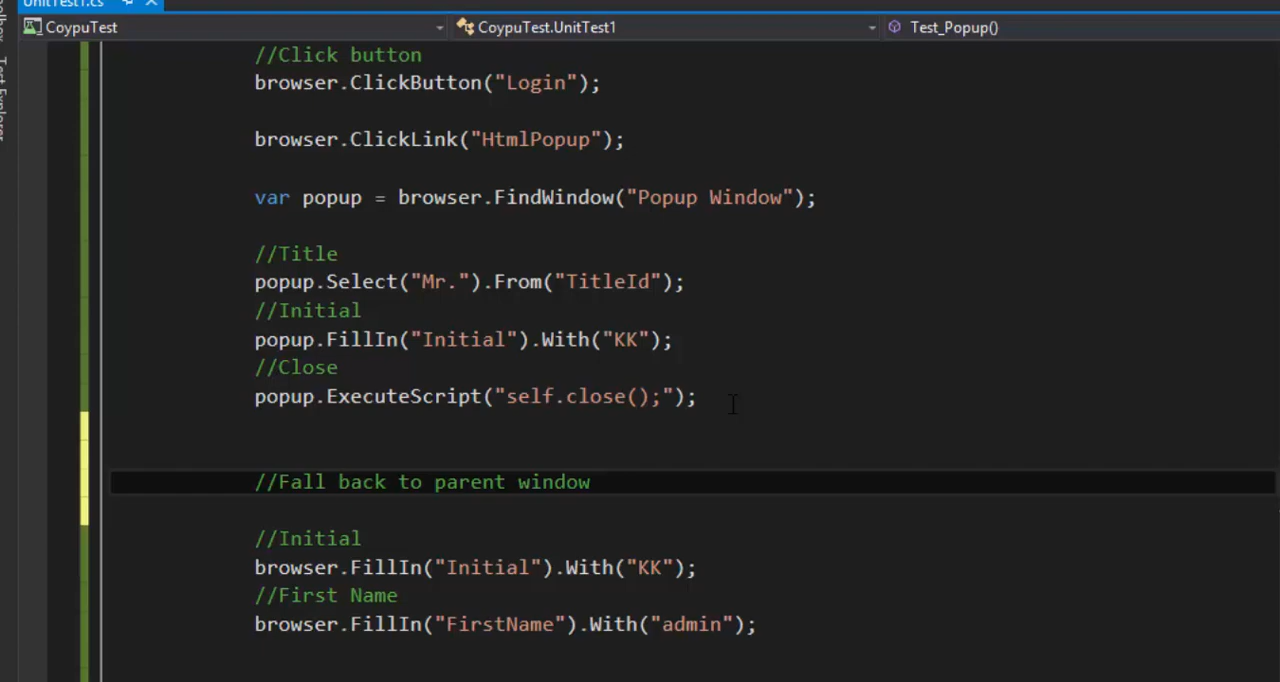 UnitTest1.cs
CoypuTest
CoypuTest.UnitTest1
Test_Popup()
Test Explorer
//Click button
browser.ClickButton("Login");
browser.ClickLink("HtmlPopup");
var popup = browser.FindWindow("Popup Window");
//Title
popup.Select("Mr.").From("TitleId");
//Initial
popup.FillIn("Initial").With("KK");
//Close
popup.ExecuteScript("self.close();");
//Fall back to parent window
//Initial
browser.FillIn("Initial").With("KK");
//First Name
browser.FillIn("FirstName").With("admin");